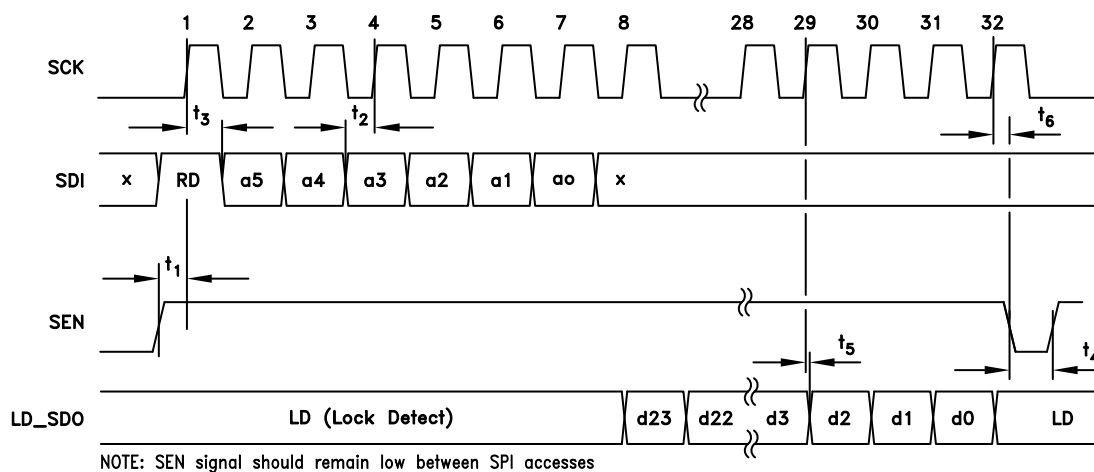 1 2 3 4 5 6 7 8 28 29 30 31 32
SCK
t3 t2 t6
SDI x RD a5 a4 a3 a2 a1 ao x
t1
SEN
t5 t4
LD_SDO LD (Lock Detect) d23 d22 d3 d2 d1 d0 LD
NOTE: SEN signal should remain low between SPI accesses